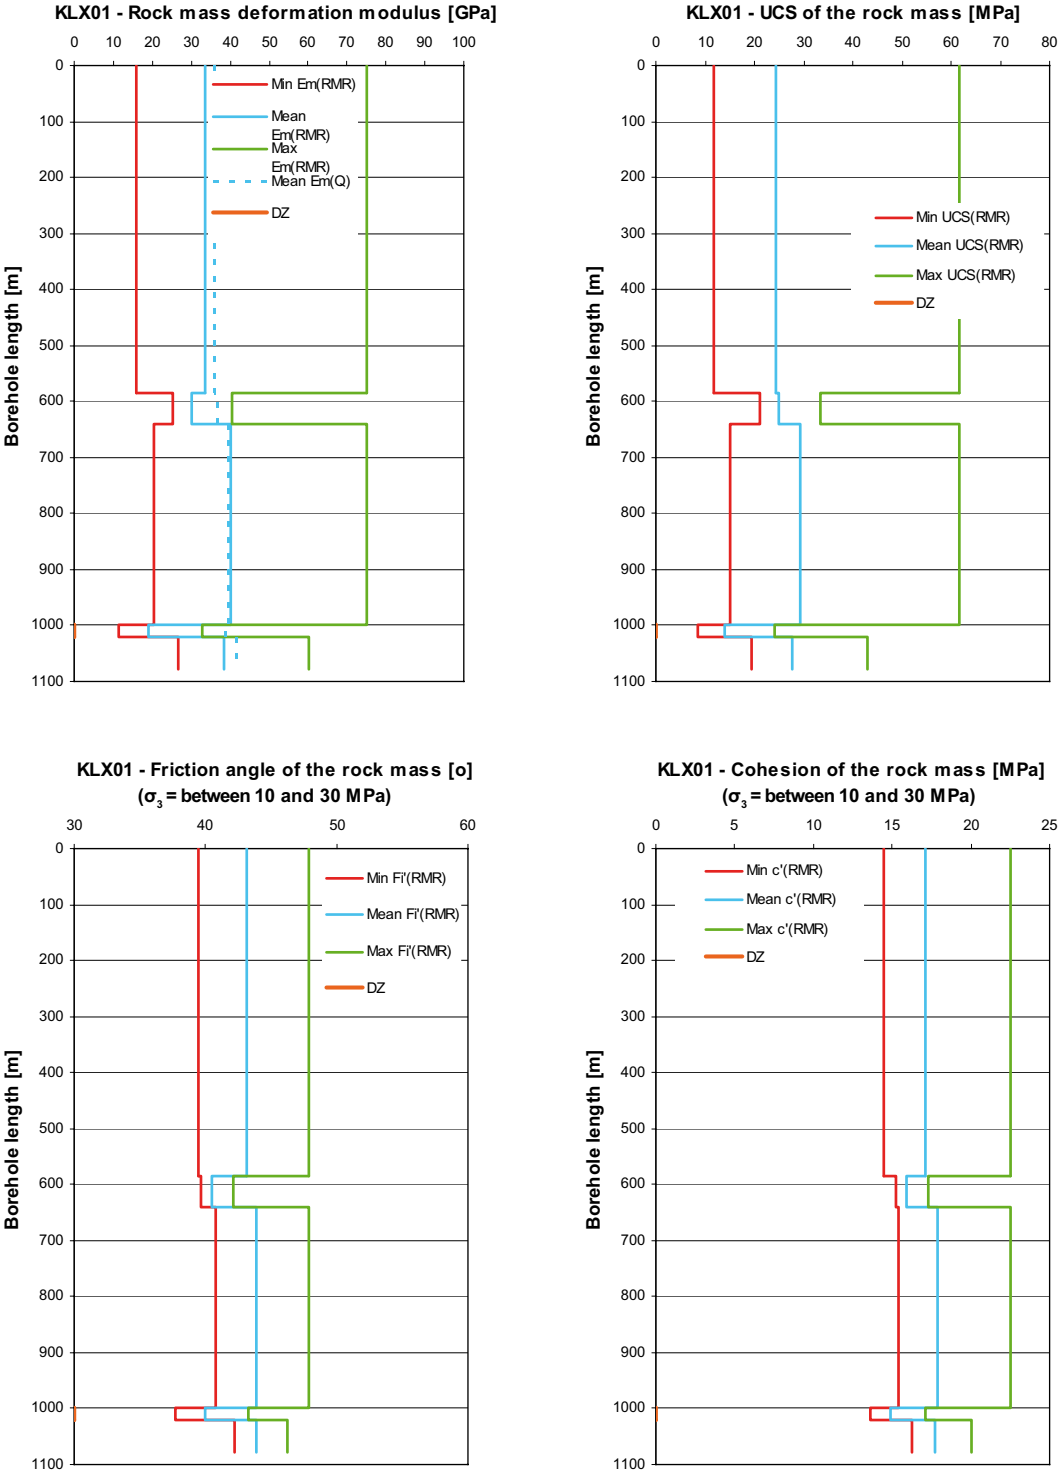 KLX01 - Rock mass deformation modulus [GPa]
0 10 20 30 40 50 60 70 80 90 100
0
100
200
300
400
500
600
700
800
900
1000
1100
Borehole length [m]
Min Em(RMR)
Mean
Em(RMR)
Max
Em(RMR)
Mean Em(Q)
DZ
KLX01 - UCS of the rock mass [MPa]
0 10 20 30 40 50 60 70 80
0
100
200
300
400
500
600
700
800
900
1000
1100
Borehole length [m]
Min UCS(RMR)
Mean UCS(RMR)
Max UCS(RMR)
DZ
KLX01 - Friction angle of the rock mass [o]
(σ3 = between 10 and 30 MPa)
30 40 50 60
0
100
200
300
400
500
600
700
800
900
1000
1100
Borehole length [m]
Min Fi'(RMR)
Mean Fi'(RMR)
Max Fi'(RMR)
DZ
KLX01 - Cohesion of the rock mass [MPa]
(σ3 = between 10 and 30 MPa)
0 5 10 15 20 25
0
100
200
300
400
500
600
700
800
900
1000
1100
Borehole length [m]
Min c'(RMR)
Mean c'(RMR)
Max c'(RMR)
DZ